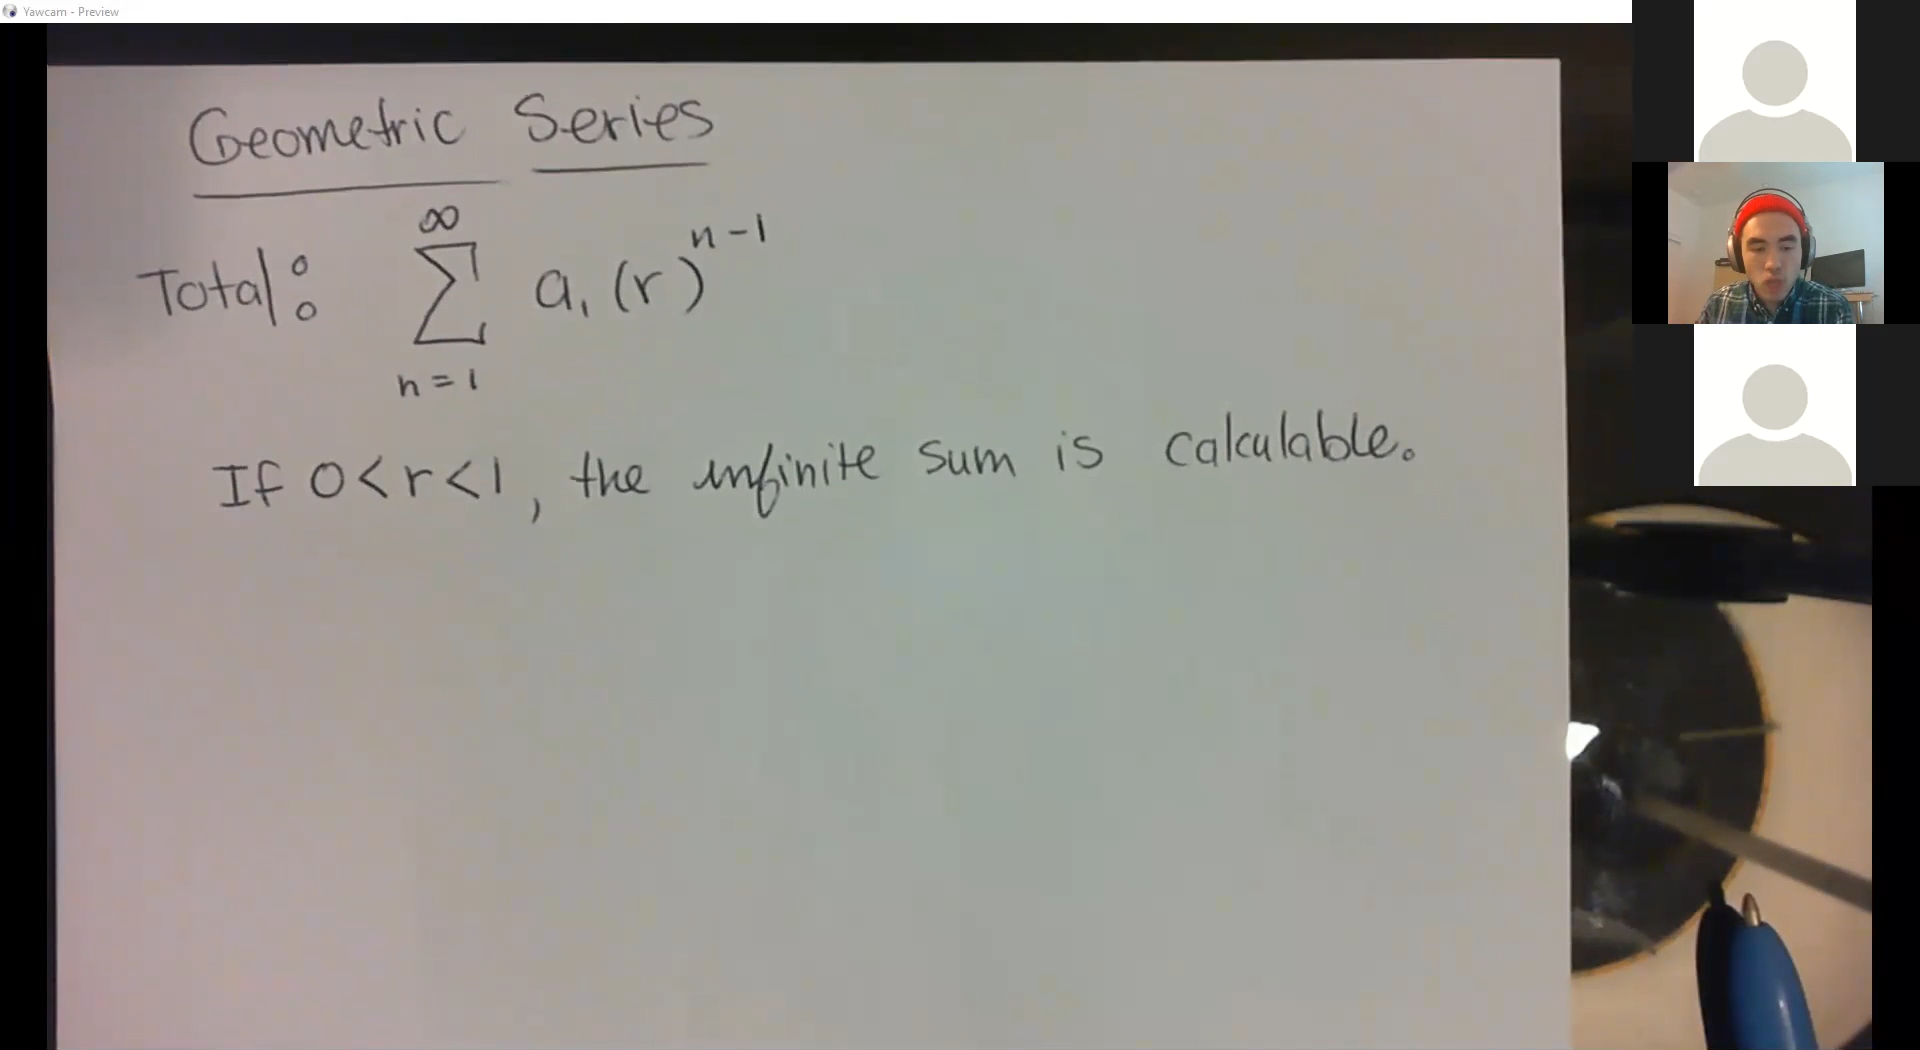 Yawcam - Preview
Geometric Series
Total: ∞ ∑ n=1 a₁(r)ⁿ⁻¹
If 0<r<1, the infinite sum is calculable.